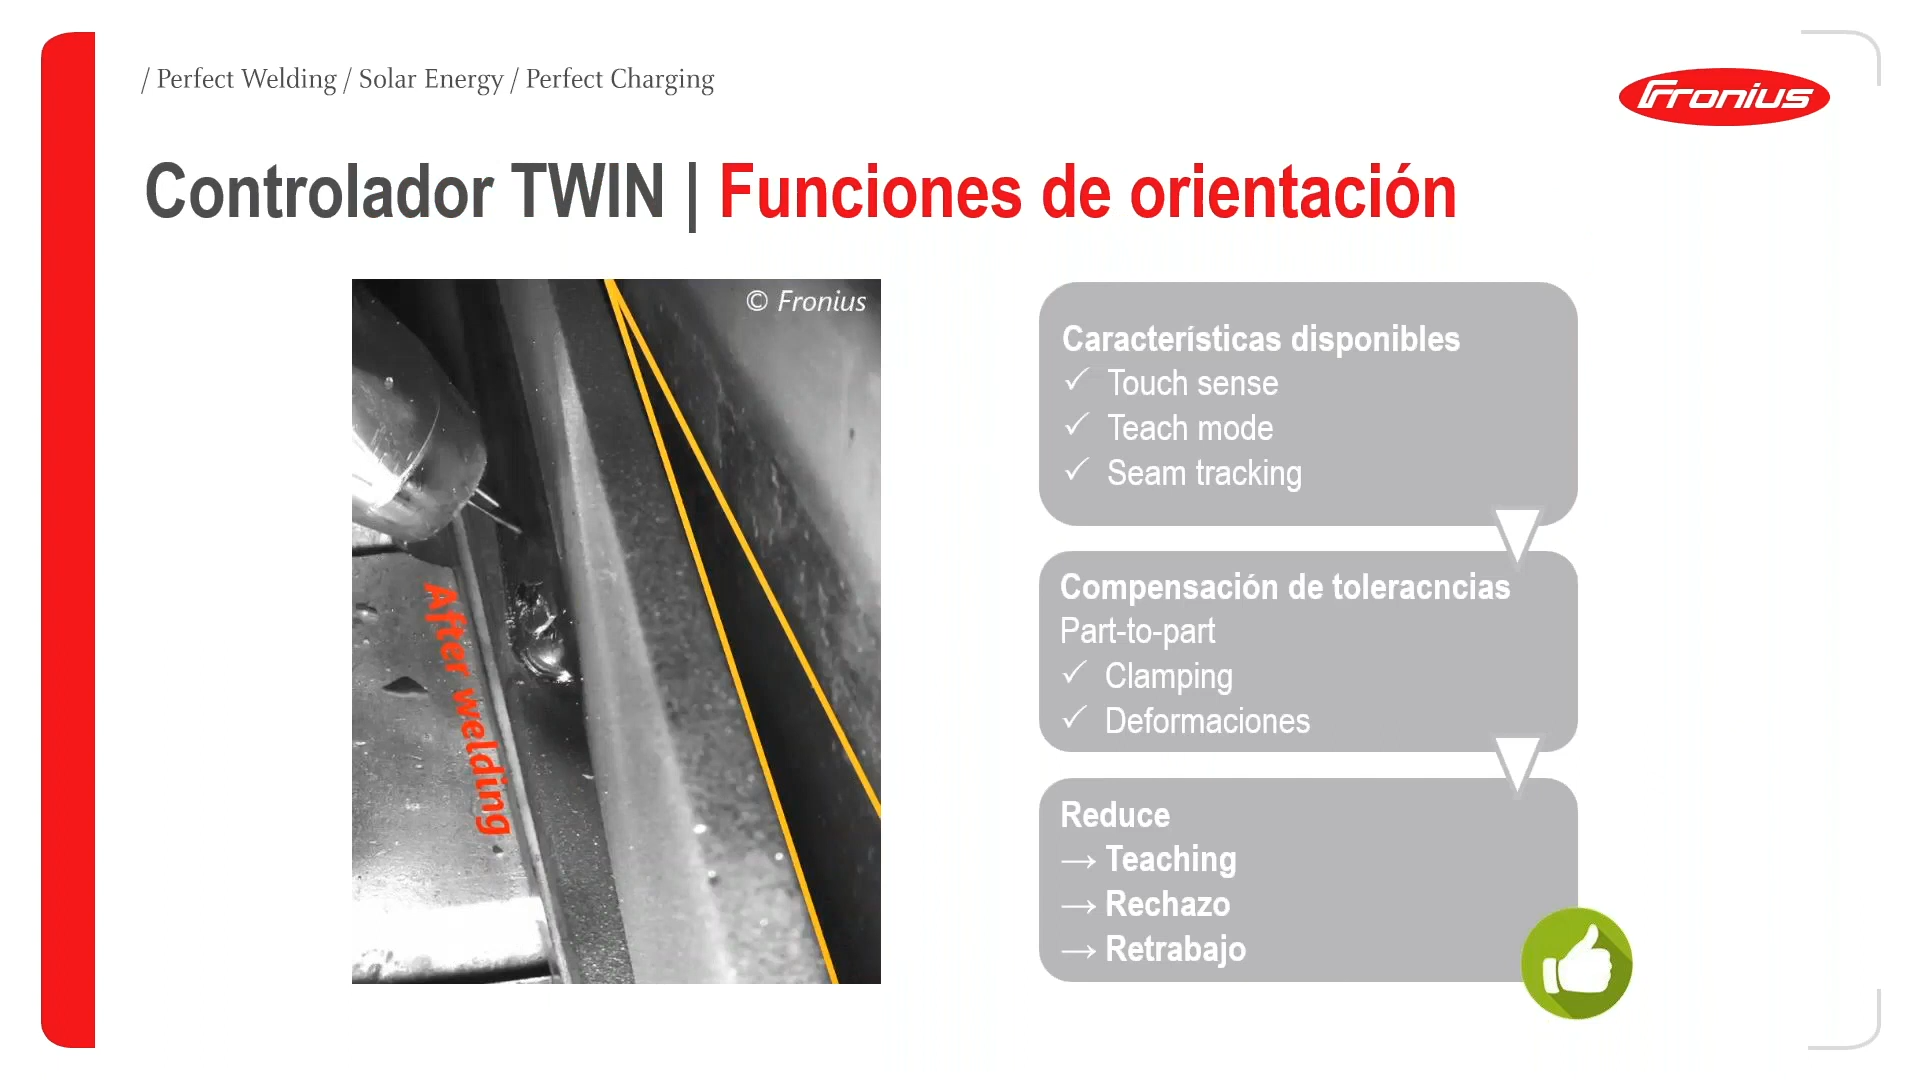 / Perfect Welding / Solar Energy / Perfect Charging
Fronius
Controlador TWIN | Funciones de orientación
© Fronius
After welding
Características disponibles
✓ Touch sense
✓ Teach mode
✓ Seam tracking
Compensación de toleracncias
Part-to-part
✓ Clamping
✓ Deformaciones
Reduce
→ Teaching
→ Rechazo
→ Retrabajo